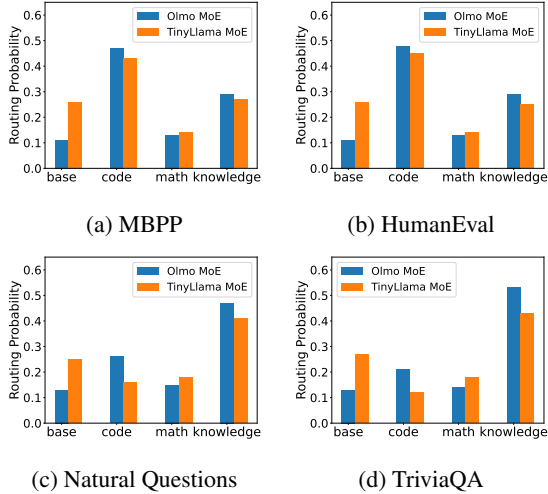 Olmo MoE
TinyLlama MoE
Routing Probability
0.6
0.5
0.4
0.3
0.2
0.1
0.0
base code math knowledge
(a) MBPP
Olmo MoE
TinyLlama MoE
Routing Probability
0.6
0.5
0.4
0.3
0.2
0.1
0.0
base code math knowledge
(b) HumanEval
Olmo MoE
TinyLlama MoE
Routing Probability
0.6
0.5
0.4
0.3
0.2
0.1
0.0
base code math knowledge
(c) Natural Questions
Olmo MoE
TinyLlama MoE
Routing Probability
0.6
0.5
0.4
0.3
0.2
0.1
0.0
base code math knowledge
(d) TriviaQA